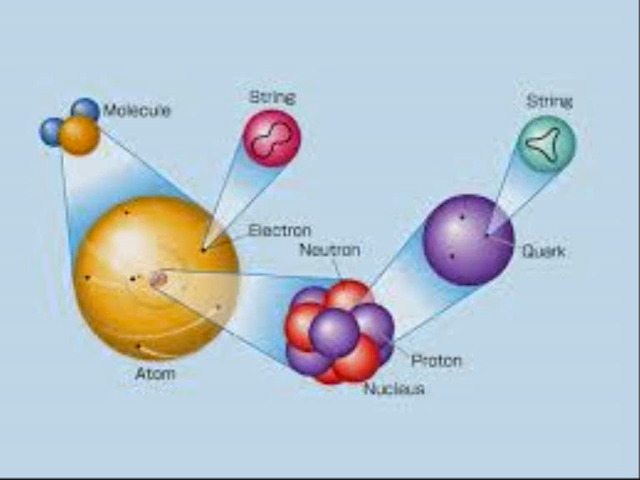 Molecule
String
String
Electron
Neutron
Quark
Proton
Atom
Nucleus